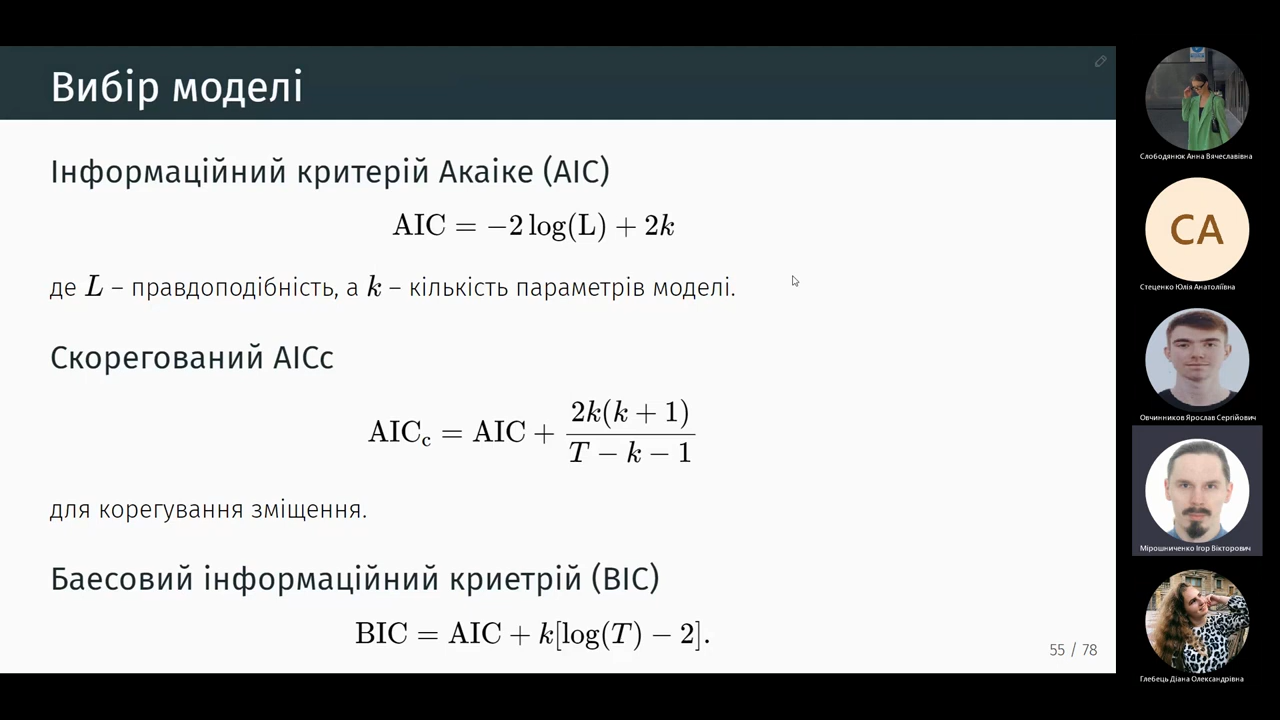 Вибір моделі
Інформаційний критерій Акаіке (AIC)
AIC = −2 log(L) + 2k
де L – правдоподібність, а k – кількість параметрів моделі.
Скорегований AICc
AICc = AIC + 2k(k + 1) / T − k − 1
для корегування зміщення.
Баесовий інформаційний криетрій (BIC)
BIC = AIC + k[log(T) − 2].
55 / 78
Слободянюк Анна Вячеславівна
СА
Стеценко Юлія Анатоліївна
Овчинников Ярослав Сергійович
Мірошниченко Ігор Вікторович
Глебець Діана Олександрівна